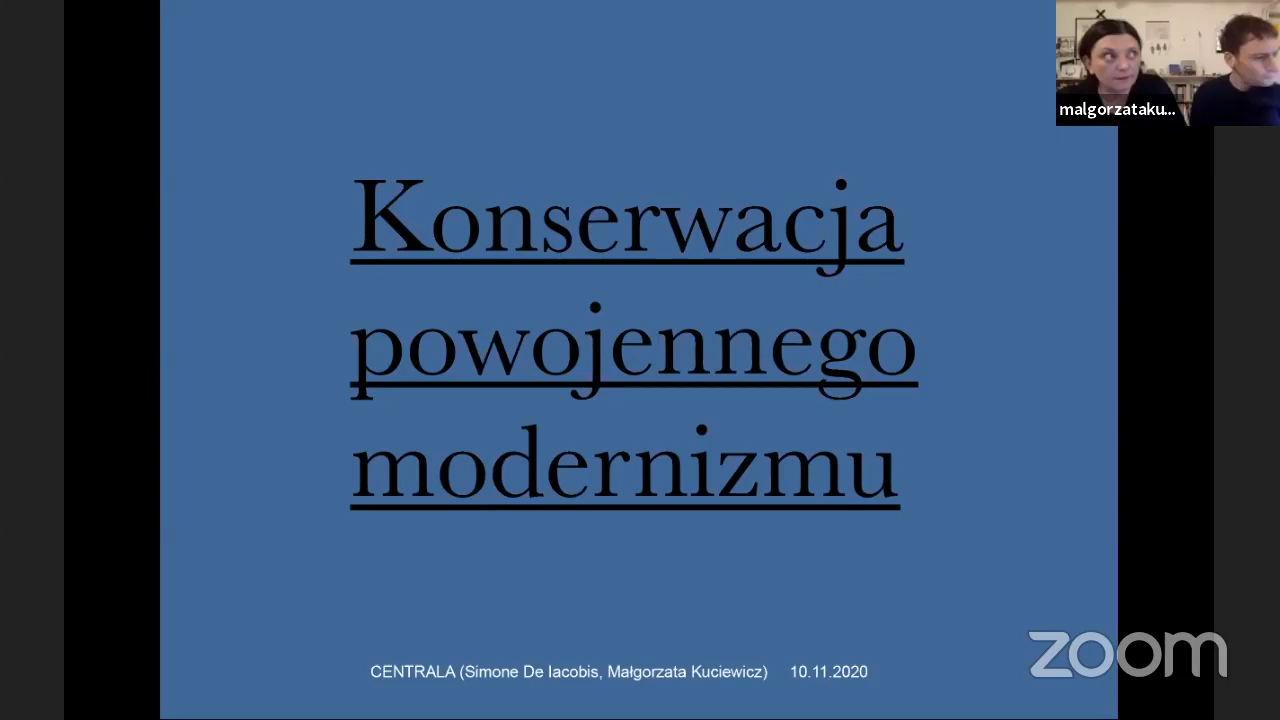 malgorzataku...
Konserwacja
powojennego
modernizmu
zoom
CENTRALA (Simone De Iacobis, Małgorzata Kuciewicz) 10.11.2020